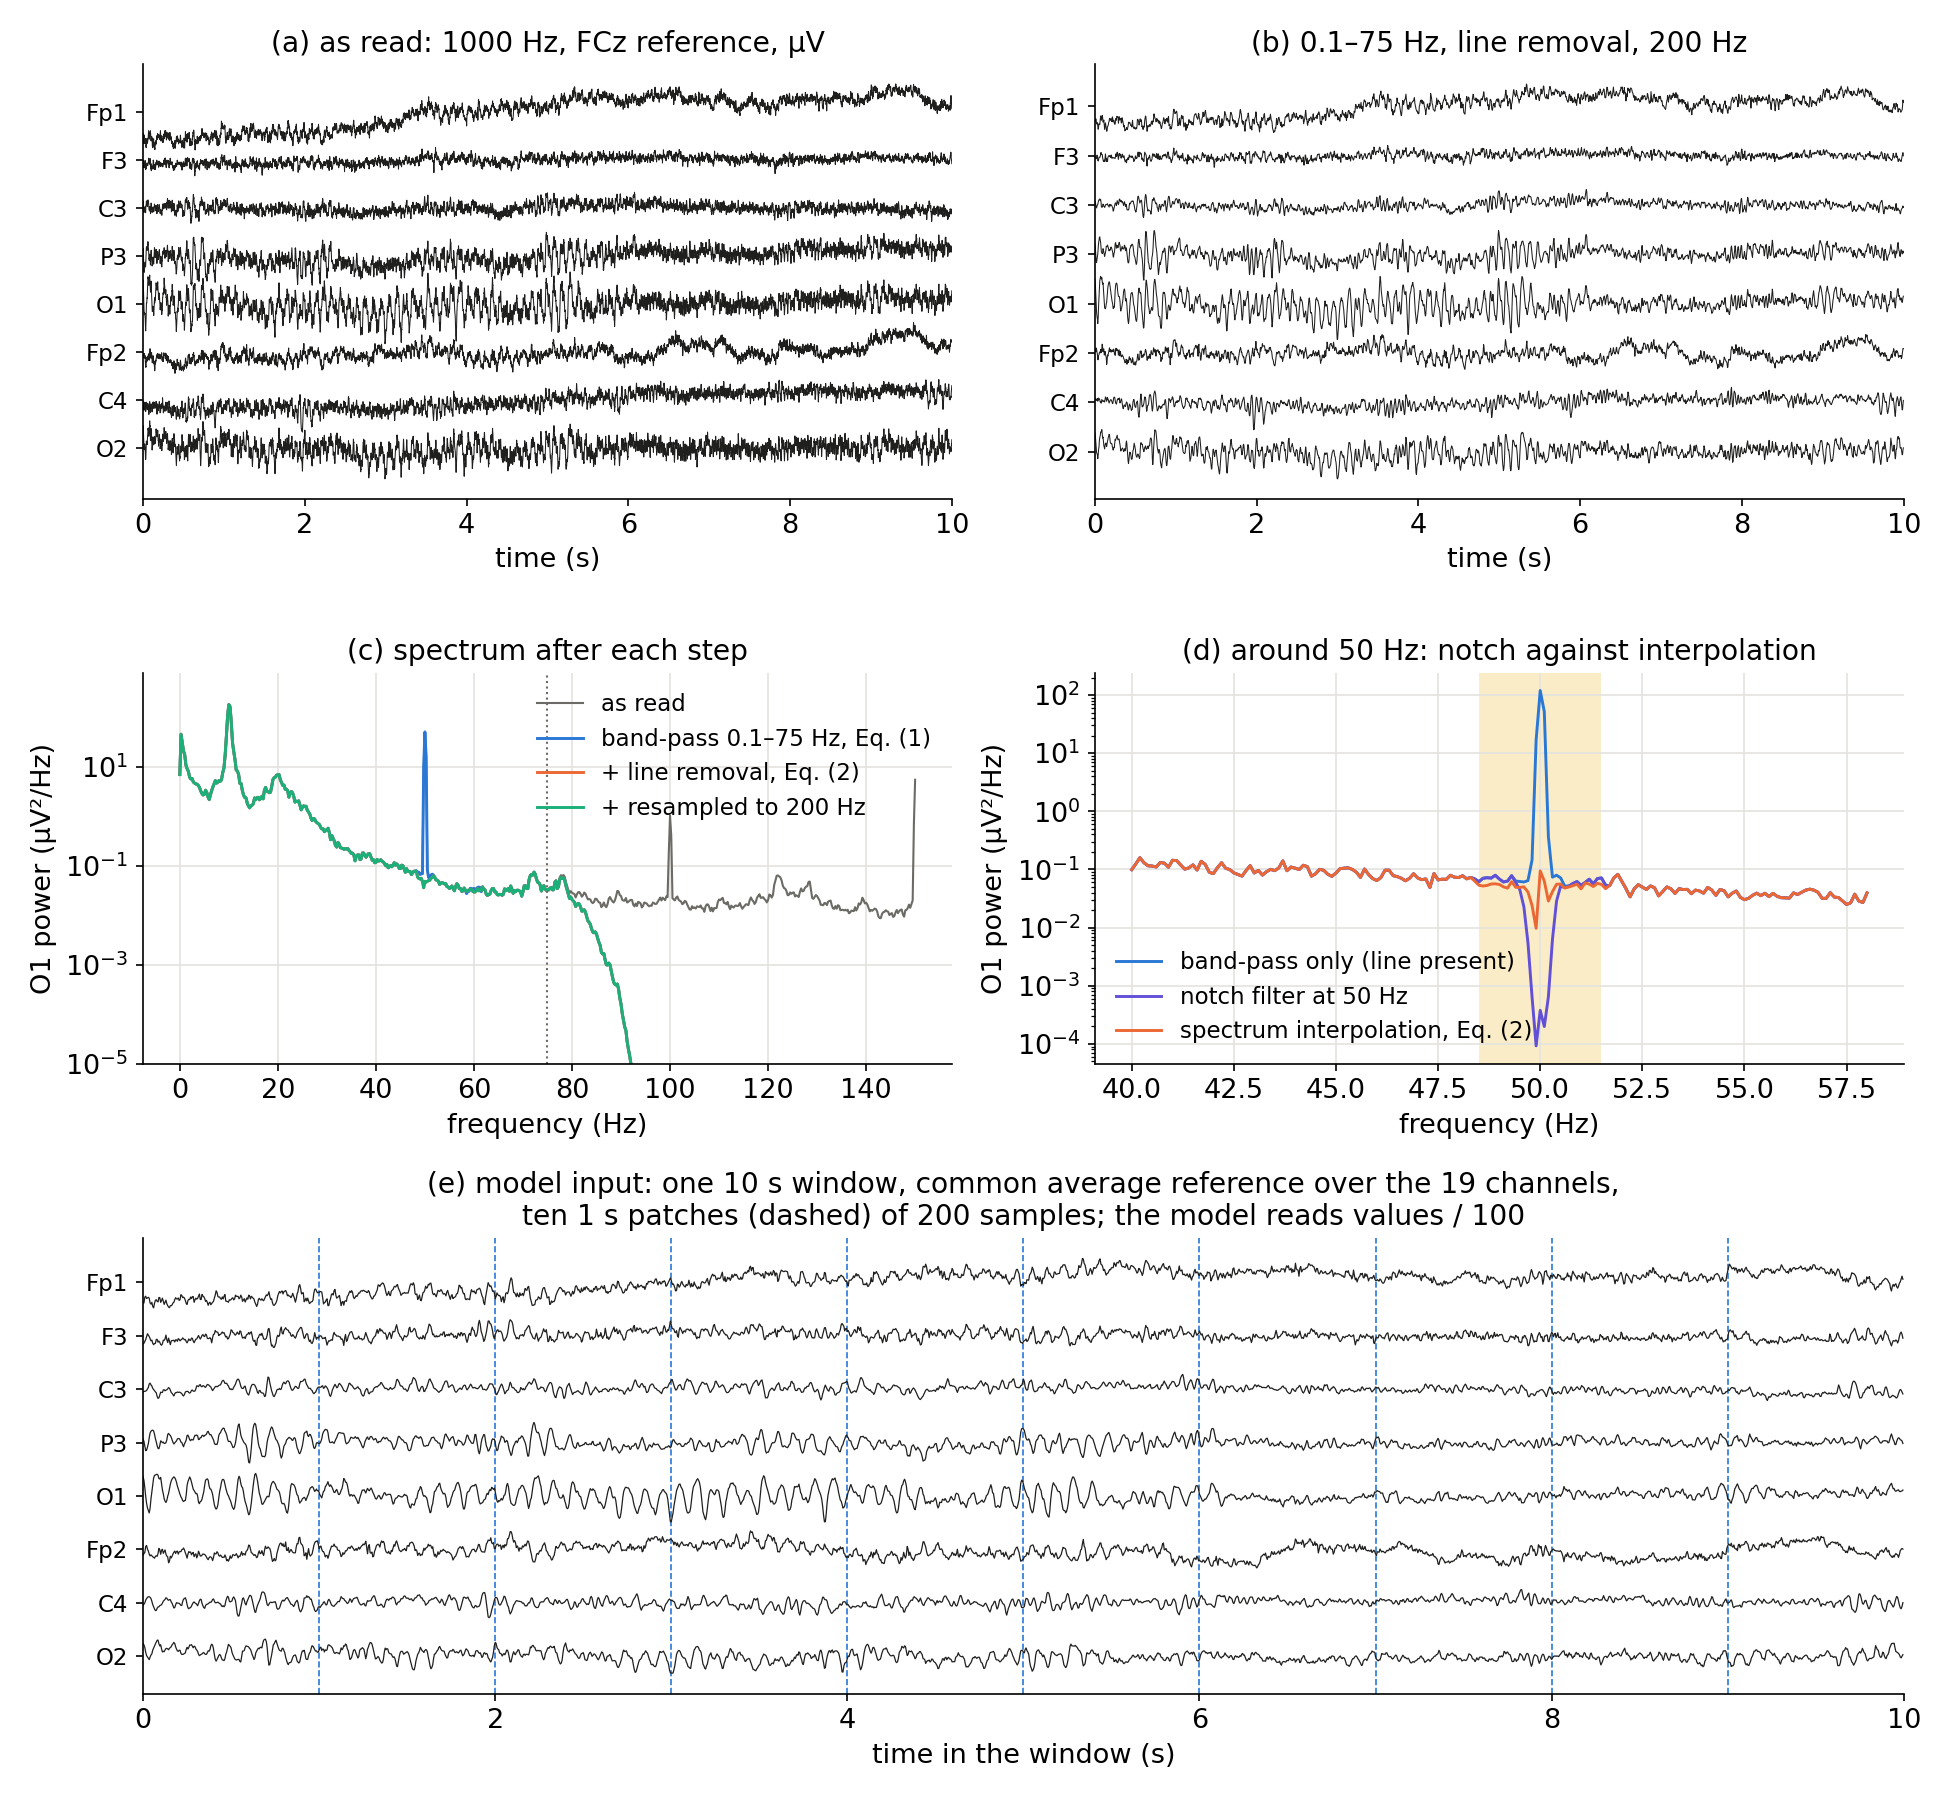 (a) as read: 1000 Hz, FCz reference, µV
Fp1
F3
C3
P3
O1
Fp2
C4
O2
0 2 4 6 8 10
time (s)
(b) 0.1–75 Hz, line removal, 200 Hz
Fp1
F3
C3
P3
O1
Fp2
C4
O2
0 2 4 6 8 10
time (s)
(c) spectrum after each step
O1 power (µV²/Hz)
10¹
10⁻¹
10⁻³
10⁻⁵
as read
band-pass 0.1–75 Hz, Eq. (1)
+ line removal, Eq. (2)
+ resampled to 200 Hz
0 20 40 60 80 100 120 140
frequency (Hz)
(d) around 50 Hz: notch against interpolation
O1 power (µV²/Hz)
10²
10¹
10⁰
10⁻¹
10⁻²
10⁻³
10⁻⁴
band-pass only (line present)
notch filter at 50 Hz
spectrum interpolation, Eq. (2)
40.0 42.5 45.0 47.5 50.0 52.5 55.0 57.5
frequency (Hz)
(e) model input: one 10 s window, common average reference over the 19 channels,
ten 1 s patches (dashed) of 200 samples; the model reads values / 100
Fp1
F3
C3
P3
O1
Fp2
C4
O2
0 2 4 6 8 10
time in the window (s)